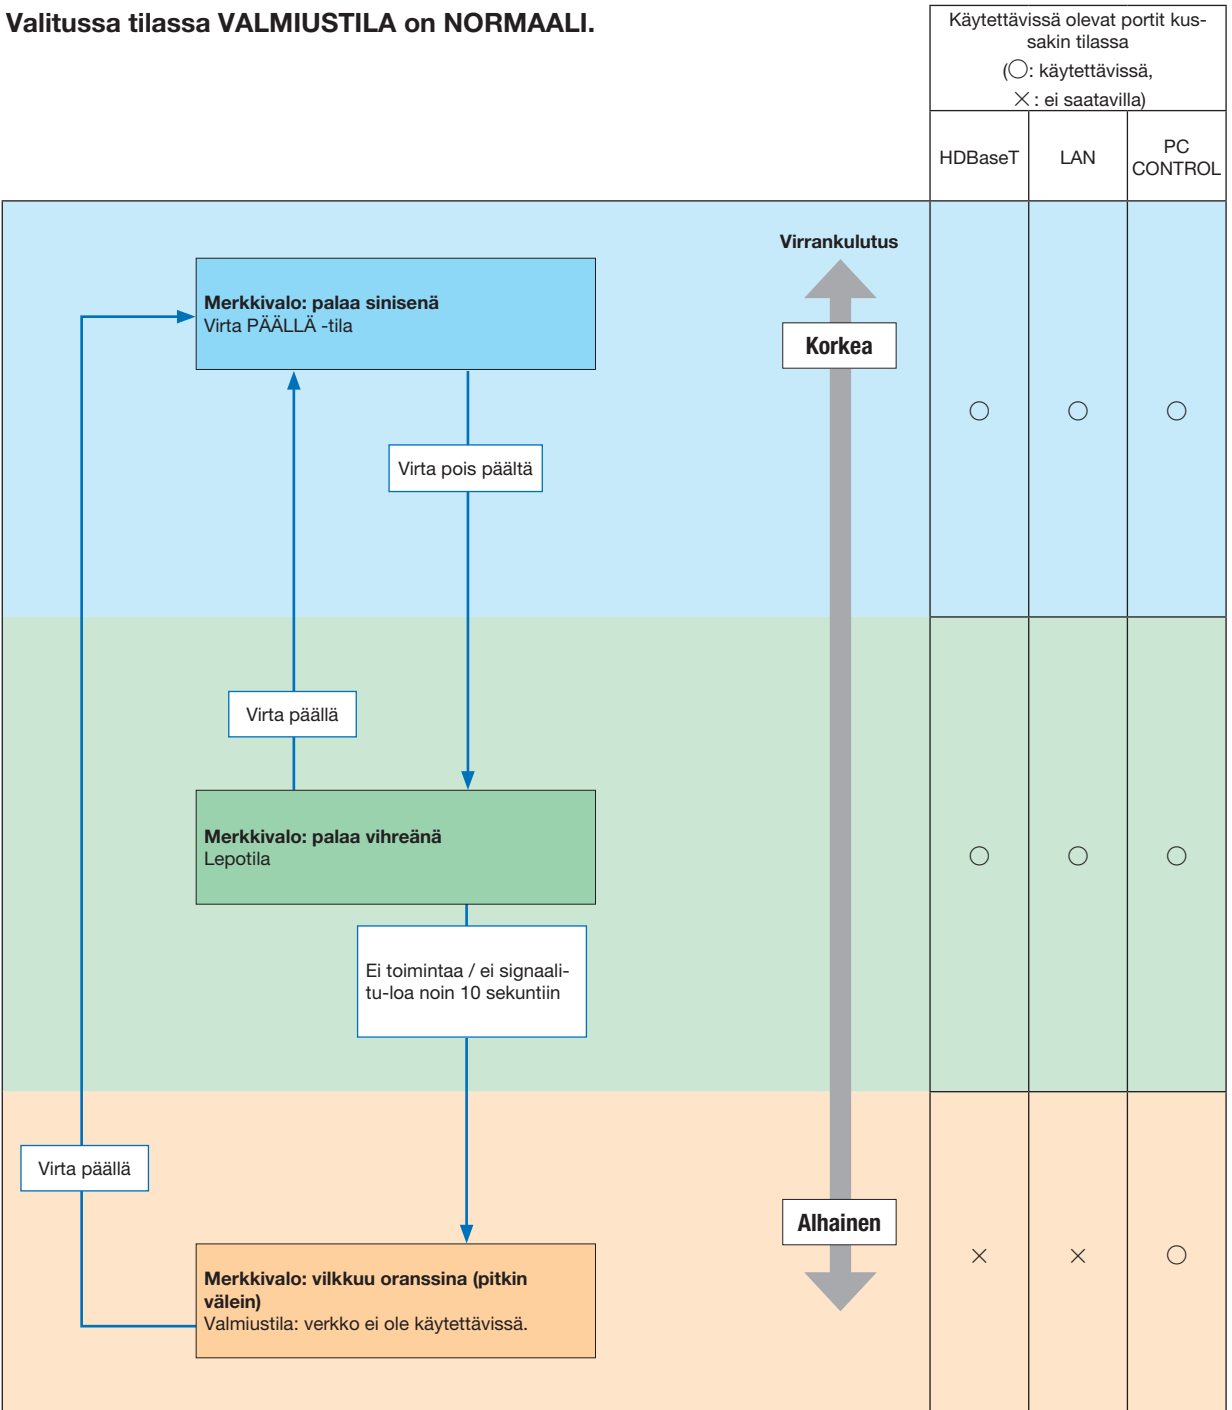 Valitussa tilassa VALMIUSTILA on NORMAALI.
Käytettävissä olevat portit kus-
sakin tilassa
(○: käytettävissä,
×: ei saatavilla)
HDBaseT
LAN
PC
CONTROL
Virrankulutus
Merkkivalo: palaa sinisenä
Virta PÄÄLLÄ -tila
Korkea
○ ○ ○
Virta pois päältä
Virta päällä
Merkkivalo: palaa vihreänä
Lepotila
○ ○ ○
Ei toimintaa / ei signaali-
tu-loa noin 10 sekuntiin
Virta päällä
Alhainen
× × ○
Merkkivalo: vilkkuu oranssina (pitkin
välein)
Valmiustila: verkko ei ole käytettävissä.